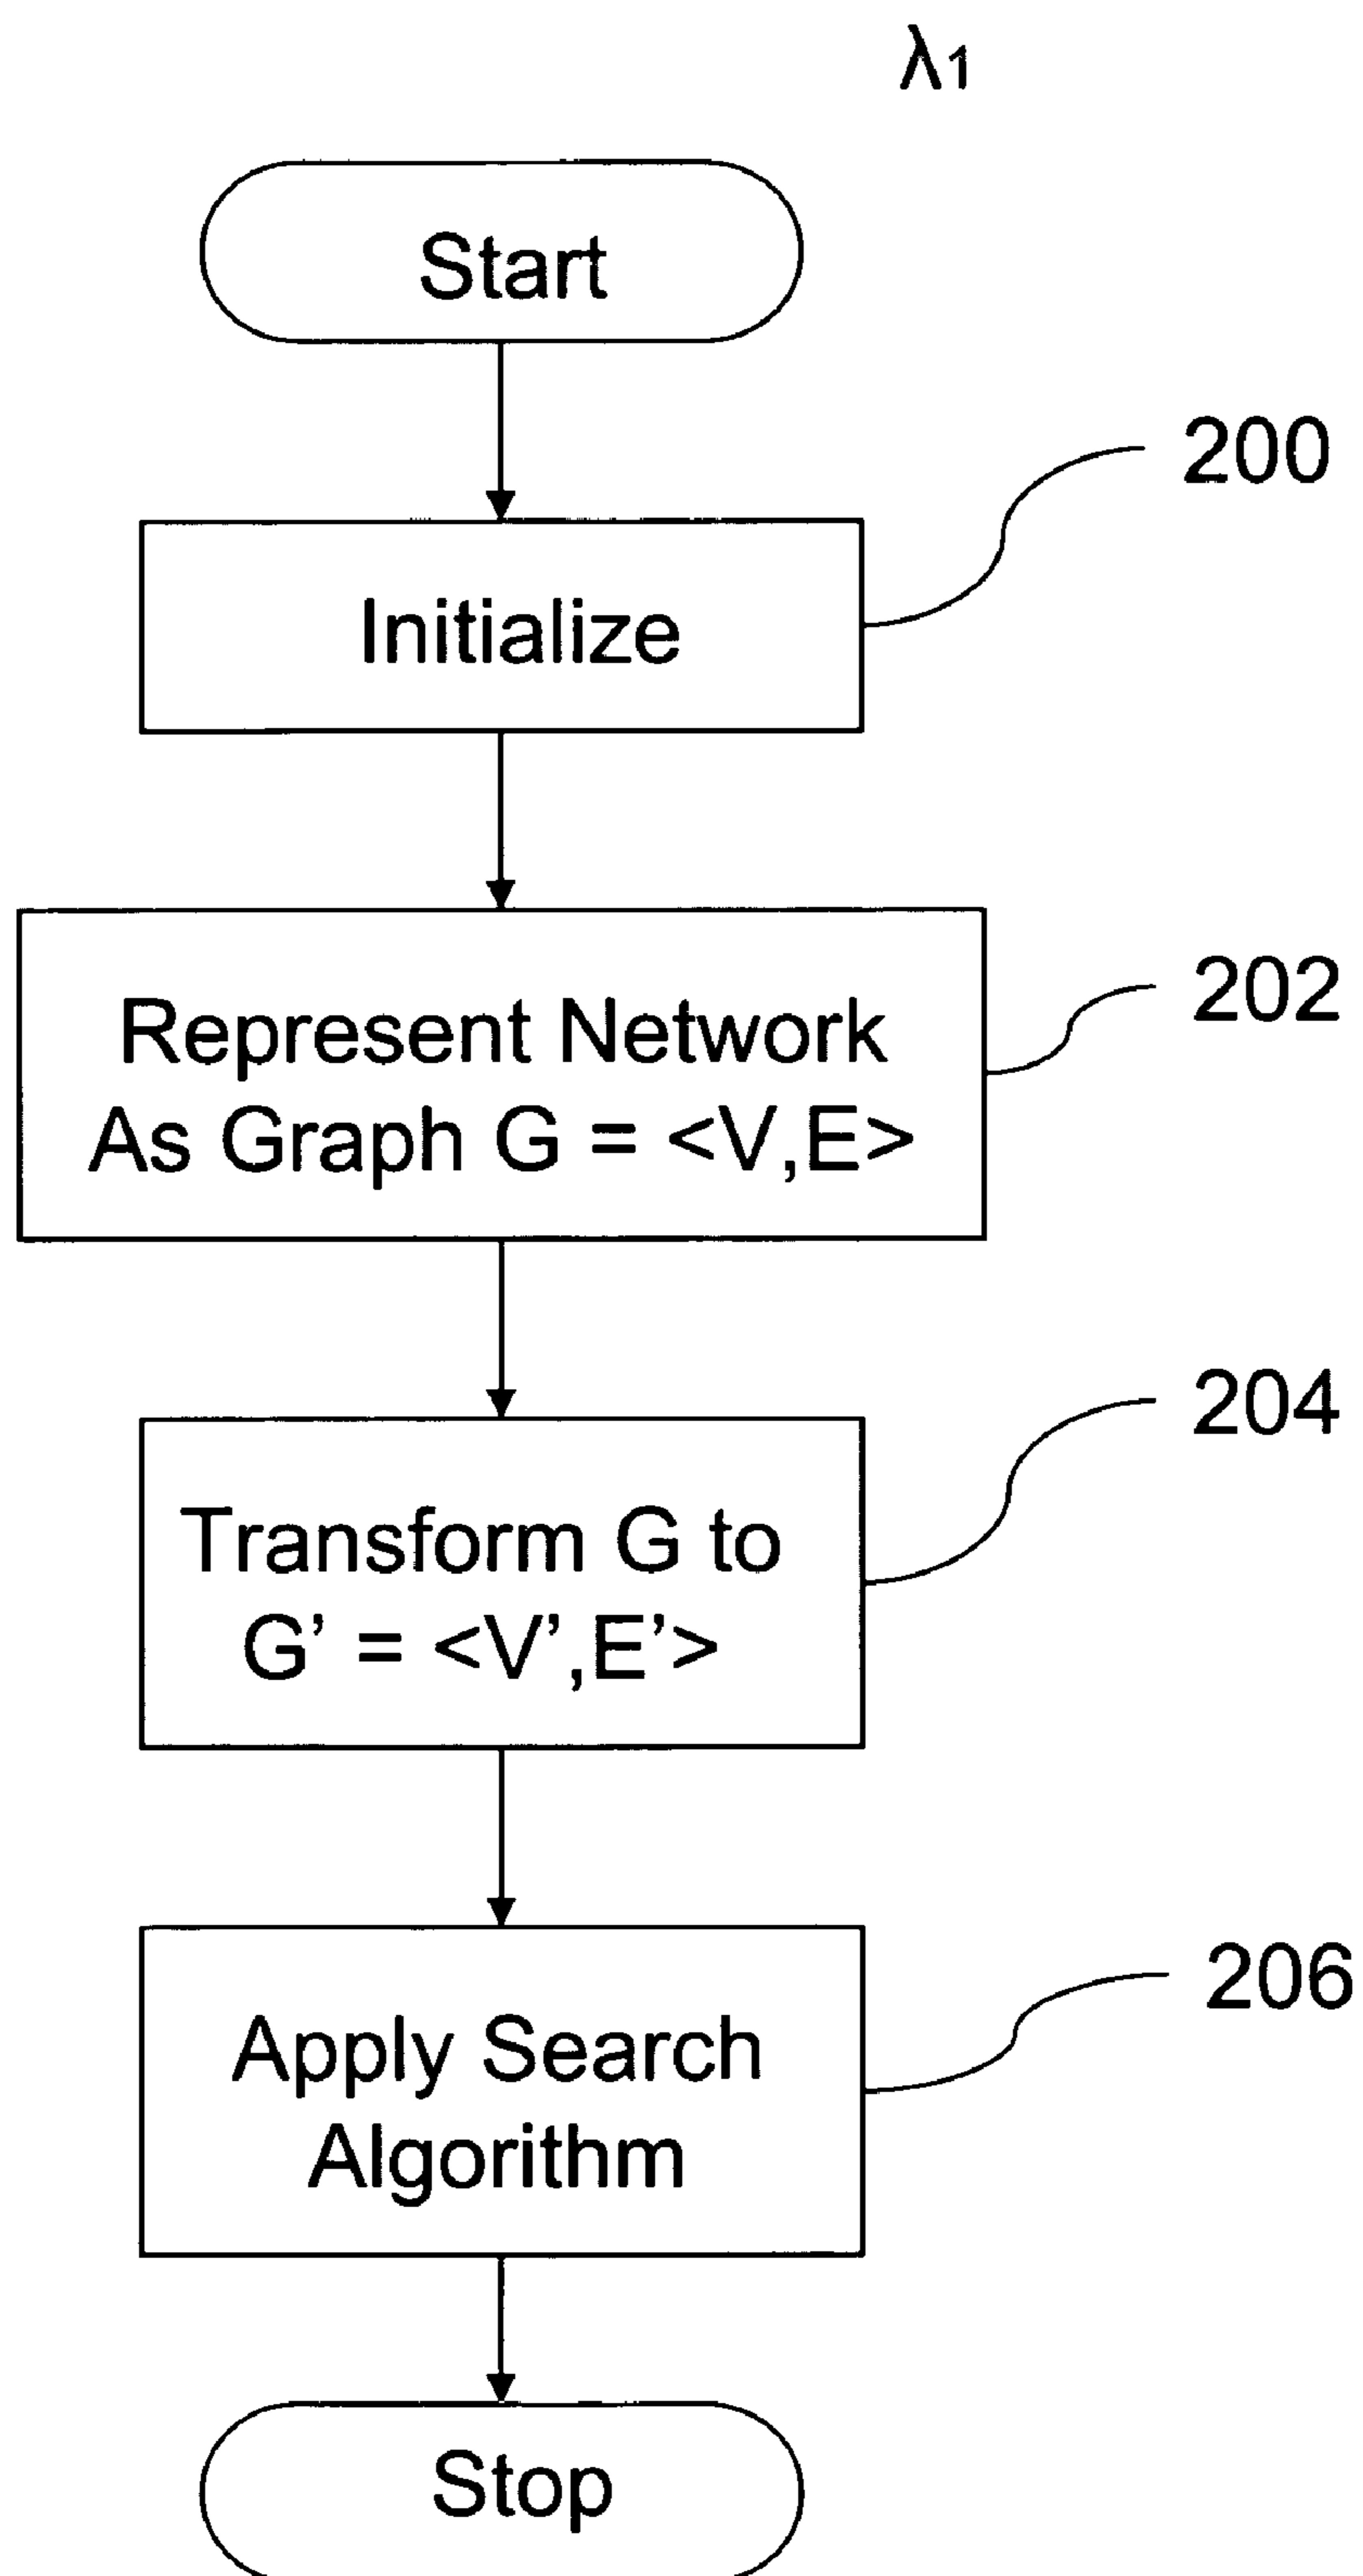 λ1
Start
200
Initialize
202
Represent Network
As Graph G = <V,E>
204
Transform G to
G’ = <V’,E’>
206
Apply Search
Algorithm
Stop